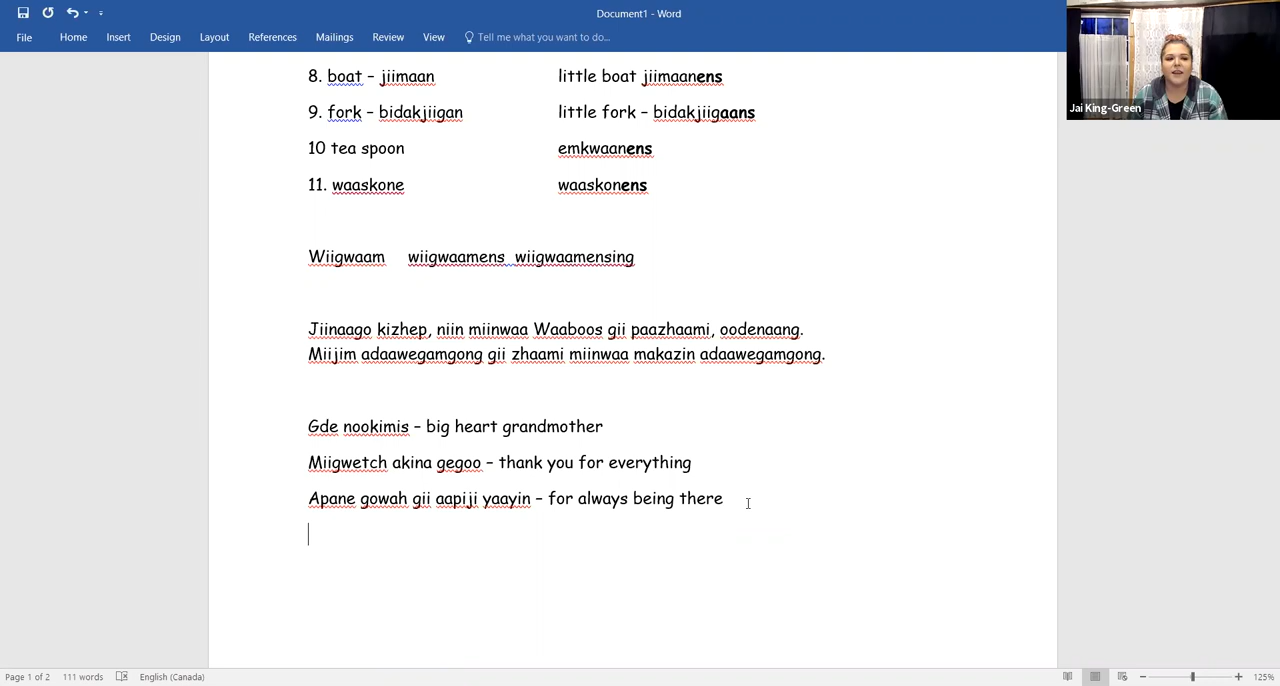 Document1 - Word
File Home Insert Design Layout References Mailings Review View Tell me what you want to do...
Jai King-Green
8. boat – jiimaan little boat jiimaanens
9. fork – bidakjiigan little fork – bidakjiigaans
10 tea spoon emkwaanens
11. waaskone waaskonens
Wiigwaam wiigwaamens wiigwaamensing
Jiinaago kizhep, niin miinwaa Waaboos gii paazhaami, oodenaang.
Miijim adaawegamgong gii zhaami miinwaa makazin adaawegamgong.
Gde nookimis – big heart grandmother
Miigwetch akina gegoo – thank you for everything
Apane gowah gii aapiji yaayin – for always being there
Page 1 of 2 111 words English (Canada) 125%